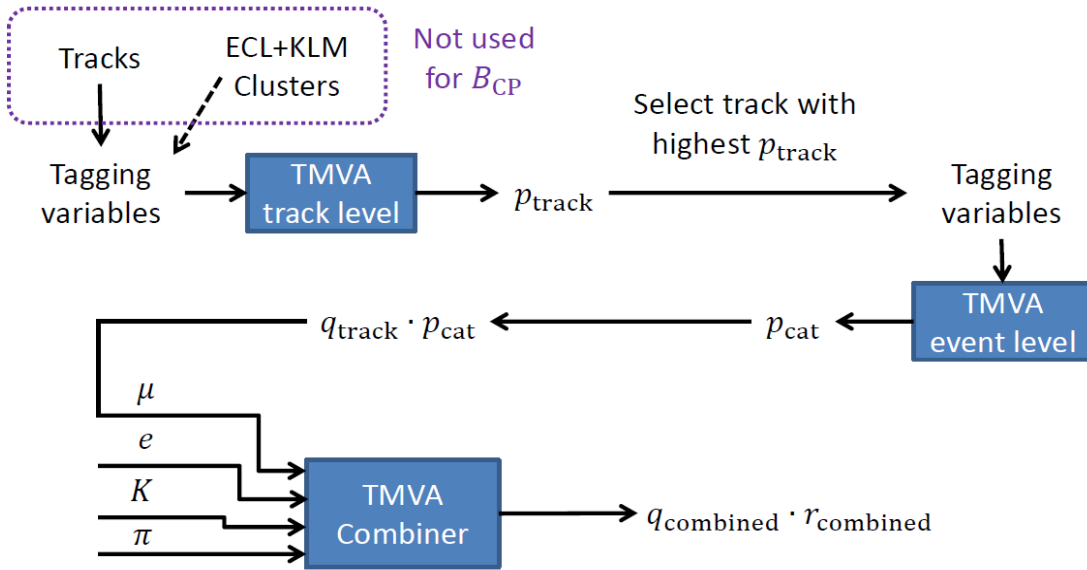 Tracks
ECL+KLM
Clusters
Not used
for B_CP
Tagging
variables
TMVA
track level
p_track
Select track with
highest p_track
Tagging
variables
TMVA
event level
p_cat
q_track · p_cat
μ
e
K
π
TMVA
Combiner
q_combined · r_combined